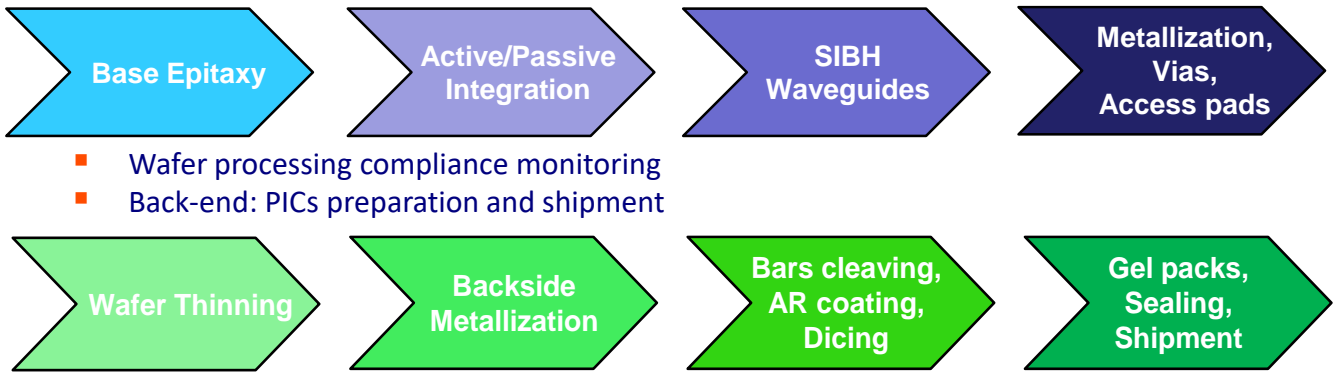 Base Epitaxy
Active/Passive
Integration
SIBH
Waveguides
Metallization,
Vias,
Access pads
Wafer processing compliance monitoring
Back-end: PICs preparation and shipment
Wafer Thinning
Backside
Metallization
Bars cleaving,
AR coating,
Dicing
Gel packs,
Sealing,
Shipment